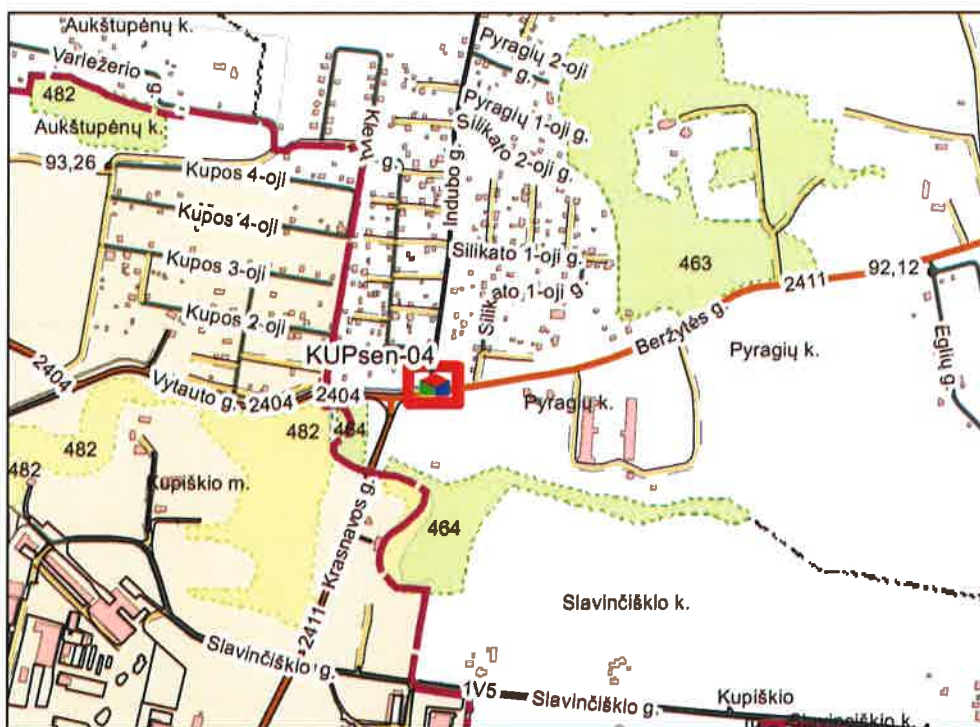 Aukštupėnų k.
Varležerio
g.
482
Aukštupėnų k.
93,26
Kupos 4-oji
Kupos 4-oji
Kupos 3-oji
Kupos 2-oji
Klevų
g.
Indubo g.
Pyragių 2-oji
g.
Pyragių 1-oji g.
Silikato 2-oji g.
Silikato 1-oji g.
ato 1-oji g.
Silikato
463
2411
92,12
Beržytės g.
Pyragių k.
Eglių g.
KUPsen-04
2404
Vytauto g.
2404
2404
Pyragių k.
482
464
482
482
Kupiškio m.
464
2411
Krasnavos g.
Slavinčiškio k.
Slavinčiškio g.
1V5
Slavinčiškio g.
Kupiškio
Slavinčiškio k.